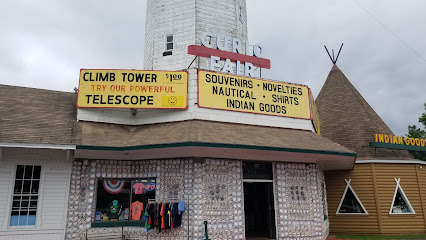 CURIO
FAIR
CLIMB TOWER $1.00
TRY OUR POWERFUL
TELESCOPE
SOUVENIRS • NOVELTIES
NAUTICAL • SHIRTS
INDIAN GOODS
INDIAN GOODS